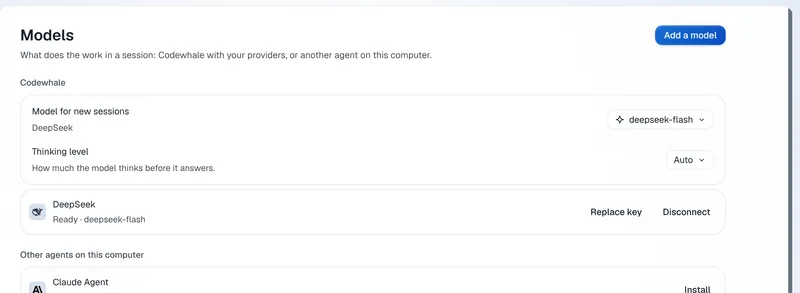 Models
Add a model
What does the work in a session: Codewhale with your providers, or another agent on this computer.
Codewhale
Model for new sessions
DeepSeek
deepseek-flash
Thinking level
How much the model thinks before it answers.
Auto
DeepSeek
Ready · deepseek-flash
Replace key
Disconnect
Other agents on this computer
Claude Agent
Install